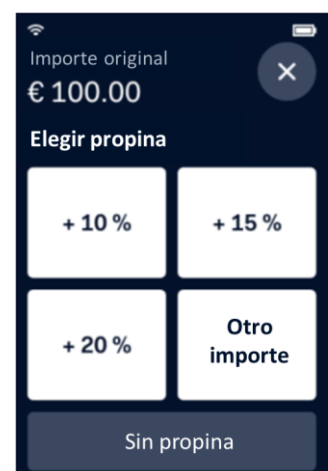 Importe original
€ 100.00
Elegir propina
+ 10 %
+ 15 %
+ 20 %
Otro
importe
Sin propina